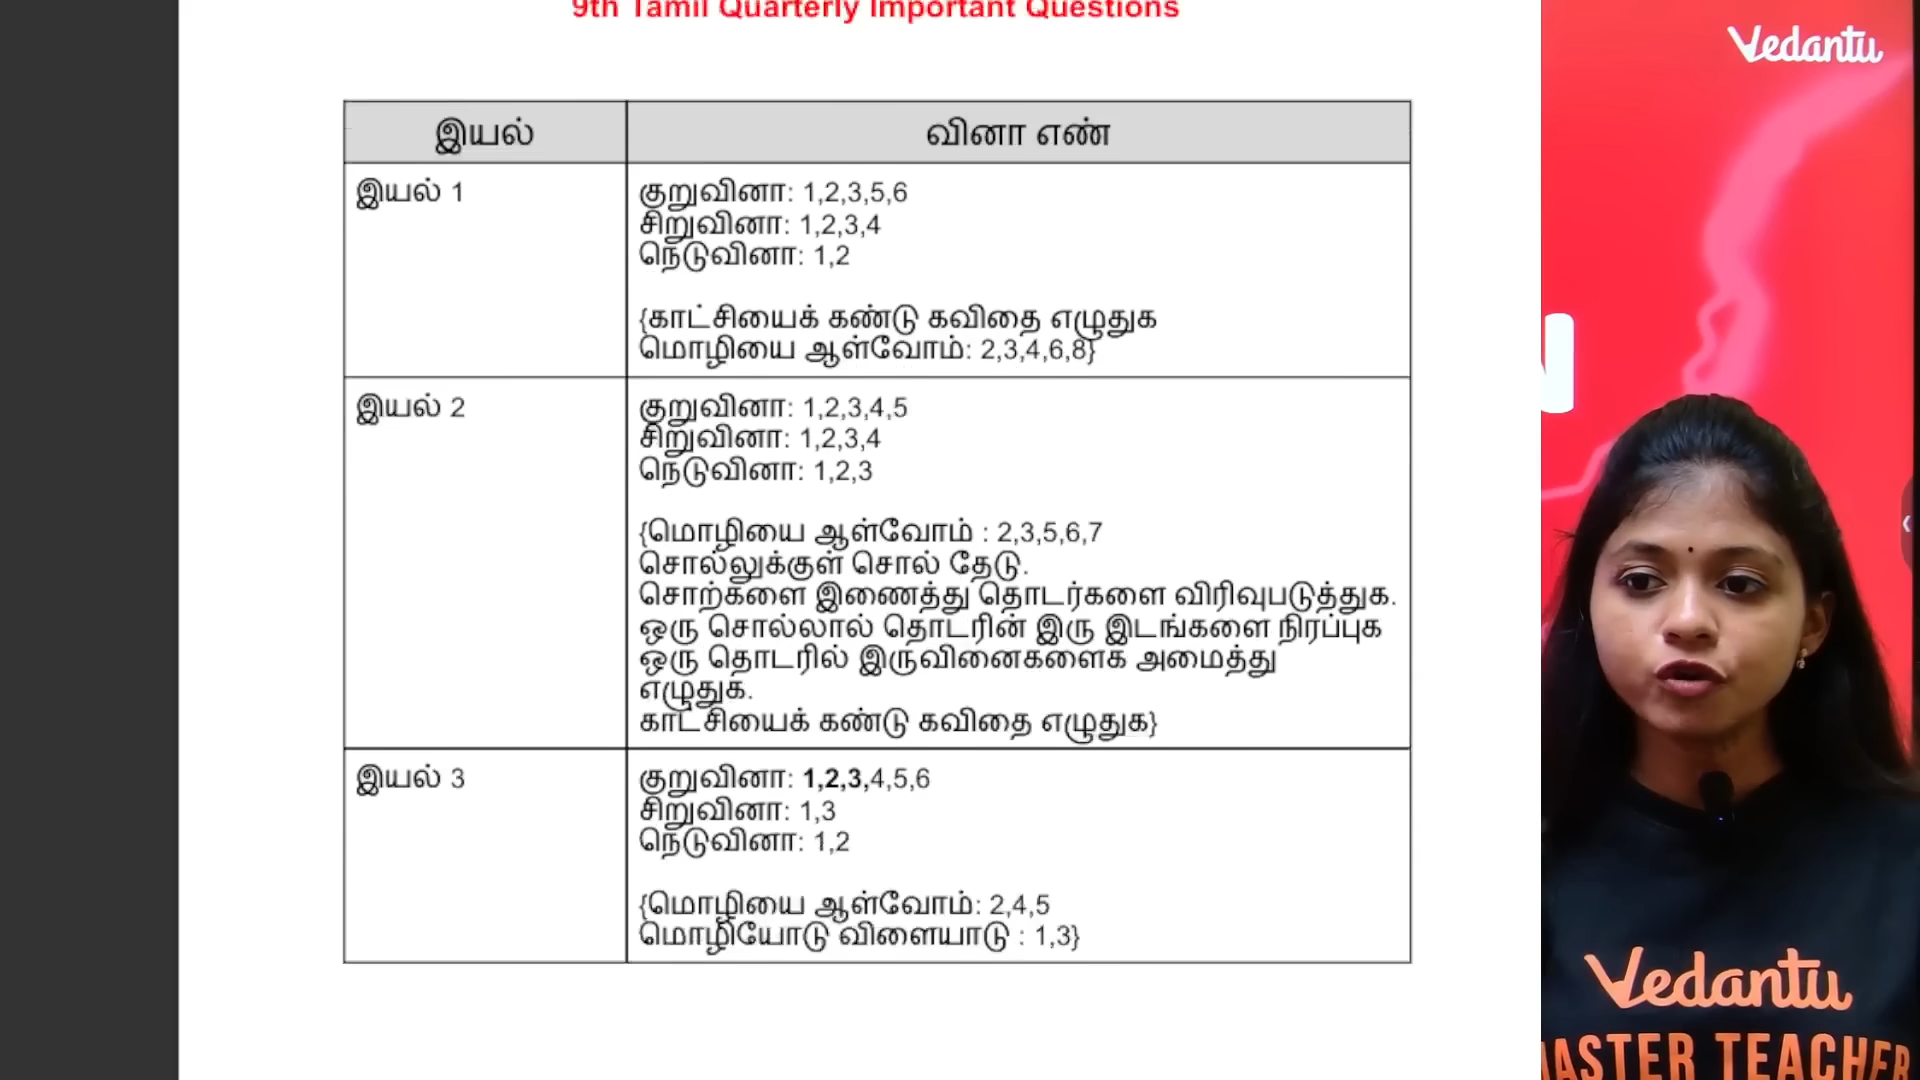 9th Tamil Quarterly Important Questions
Vedantu
இயல்
வினா எண்
இயல் 1
குறுவினா: 1,2,3,5,6
சிறுவினா: 1,2,3,4
நெடுவினா: 1,2
{காட்சியைக் கண்டு கவிதை எழுதுக
மொழியை ஆள்வோம்: 2,3,4,6,8}
இயல் 2
குறுவினா: 1,2,3,4,5
சிறுவினா: 1,2,3,4
நெடுவினா: 1,2,3
{மொழியை ஆள்வோம் : 2,3,5,6,7
சொல்லுக்குள் சொல் தேடு.
சொற்களை இணைத்து தொடர்களை விரிவுபடுத்துக.
ஒரு சொல்லால் தொடரின் இரு இடங்களை நிரப்புக
ஒரு தொடரில் இருவினைகளைக் அமைத்து
எழுதுக.
காட்சியைக் கண்டு கவிதை எழுதுக}
இயல் 3
குறுவினா: 1,2,3,4,5,6
சிறுவினா: 1,3
நெடுவினா: 1,2
{மொழியை ஆள்வோம்: 2,4,5
மொழியோடு விளையாடு : 1,3}
Vedantu
MASTER TEACHER